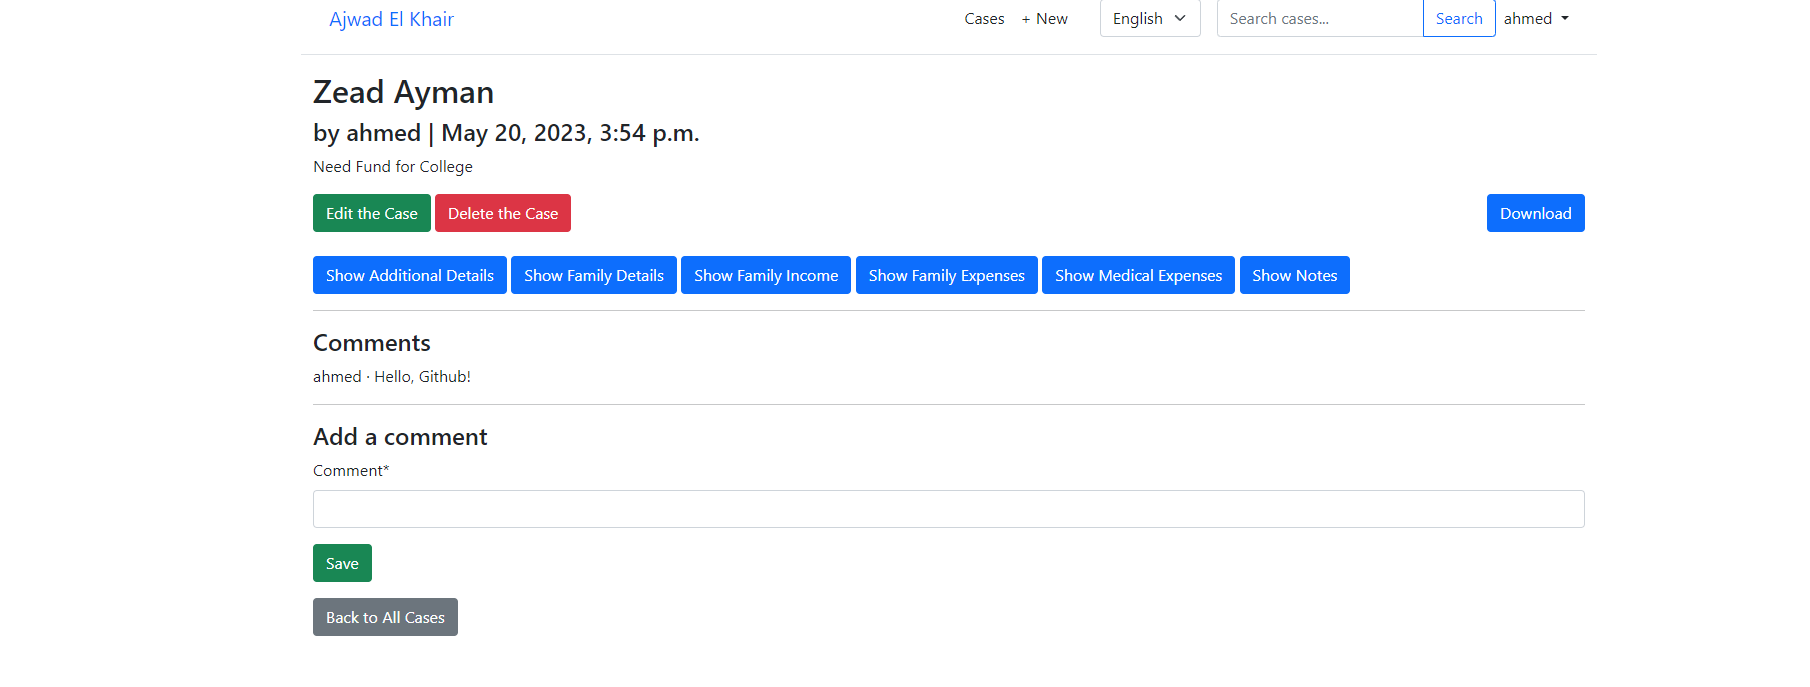 Ajwad El Khair Cases + New English Search cases... Search ahmed
Zead Ayman
by ahmed | May 20, 2023, 3:54 p.m.
Need Fund for College
Edit the Case Delete the Case Download
Show Additional Details Show Family Details Show Family Income Show Family Expenses Show Medical Expenses Show Notes
Comments
ahmed · Hello, Github!
Add a comment
Comment*
Save
Back to All Cases